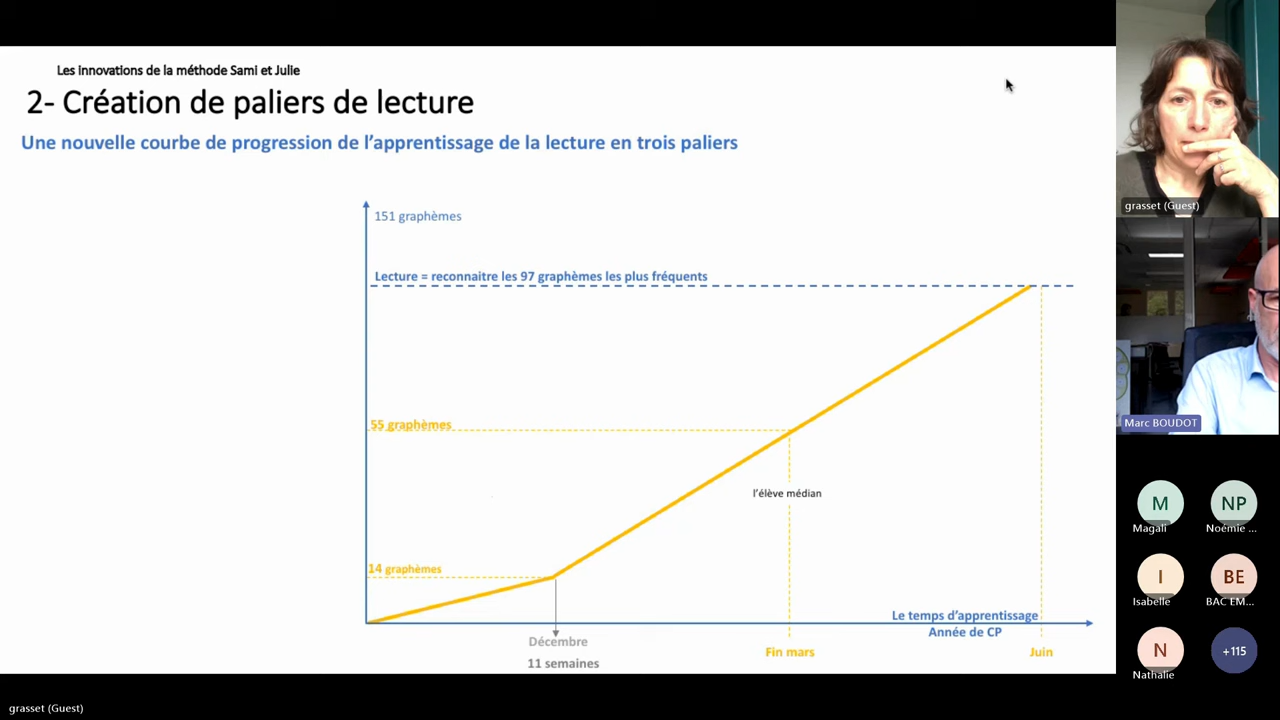 Les innovations de la méthode Sami et Julie
2- Création de paliers de lecture
Une nouvelle courbe de progression de l'apprentissage de la lecture en trois paliers
151 graphèmes
Lecture = reconnaitre les 97 graphèmes les plus fréquents
55 graphèmes
l'élève médian
14 graphèmes
Le temps d'apprentissage
Année de CP
Décembre
11 semaines
Fin mars
Juin
grasset (Guest)
Marc BOUDOT
M
Magali
NP
Noémie ...
I
Isabelle
BE
BAC EM...
N
Nathalie
+115
grasset (Guest)